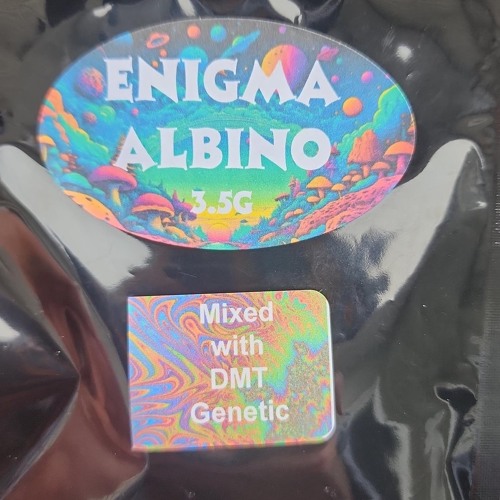 ENIGMA
ALBINO
3.5G
Mixed
with
DMT
Genetic